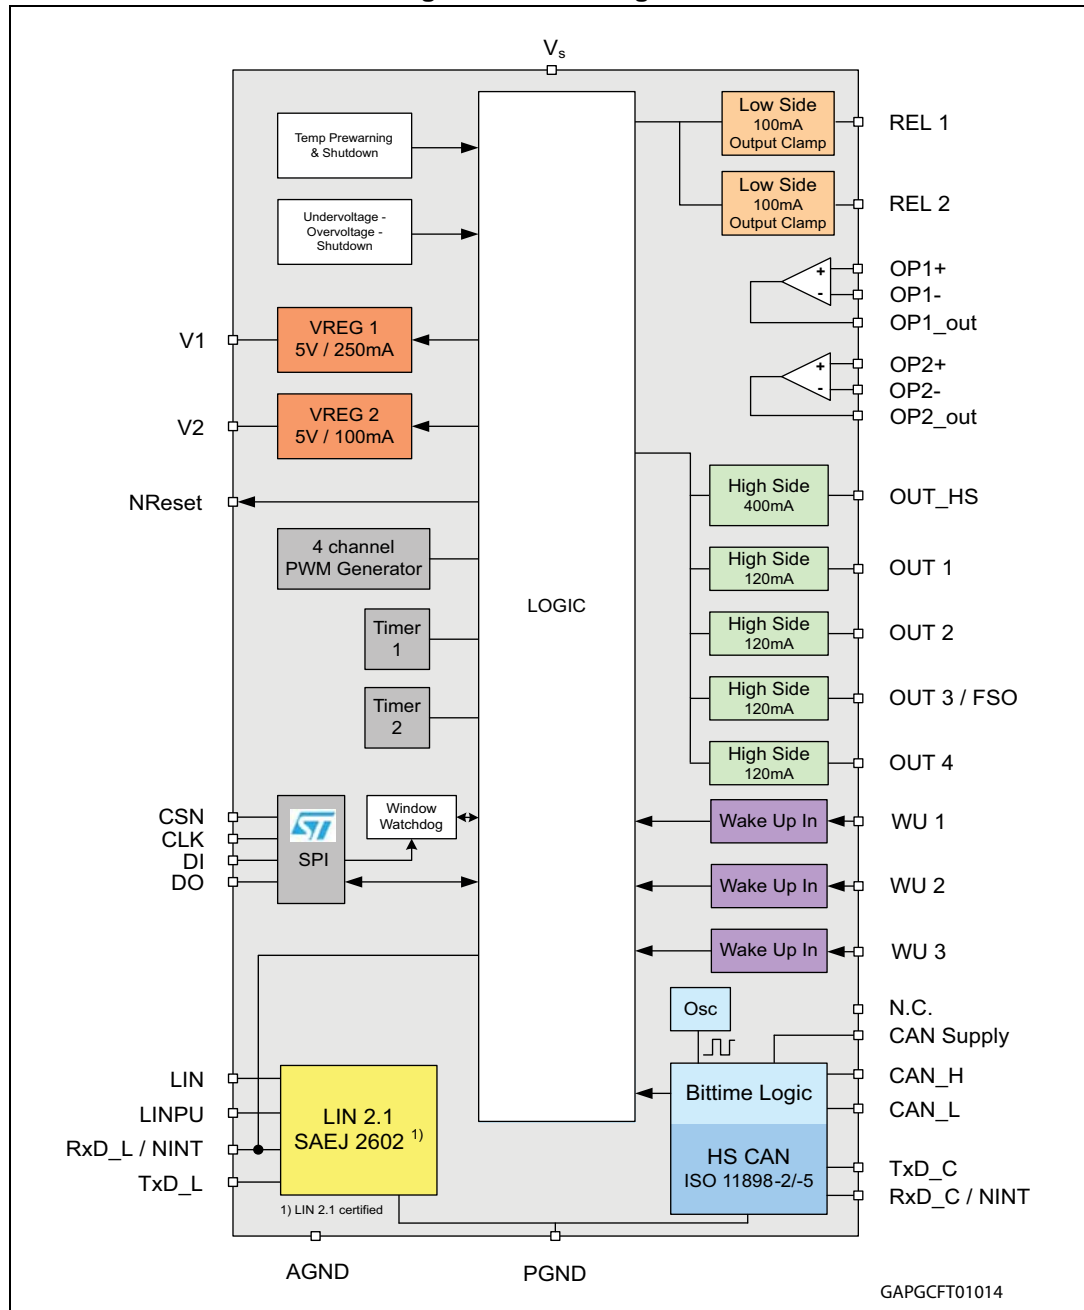 Vs
Temp Prewarning
& Shutdown
Undervoltage -
Overvoltage -
Shutdown
V1
VREG 1
5V / 250mA
V2
VREG 2
5V / 100mA
NReset
4 channel
PWM Generator
Timer
1
Timer
2
CSN
CLK
DI
DO
ST
SPI
Window
Watchdog
LIN
LINPU
RxD_L / NINT
TxD_L
LIN 2.1
SAEJ 2602 1)
1) LIN 2.1 certified
LOGIC
Low Side
100mA
Output Clamp
REL 1
Low Side
100mA
Output Clamp
REL 2
+
-
OP1+
OP1-
OP1_out
+
-
OP2+
OP2-
OP2_out
High Side
400mA
OUT_HS
High Side
120mA
OUT 1
High Side
120mA
OUT 2
High Side
120mA
OUT 3 / FSO
High Side
120mA
OUT 4
Wake Up In
WU 1
Wake Up In
WU 2
Wake Up In
WU 3
Osc
N.C.
CAN Supply
Bittime Logic
CAN_H
CAN_L
HS CAN
ISO 11898-2/-5
TxD_C
RxD_C / NINT
AGND
PGND
GAPGCFT01014